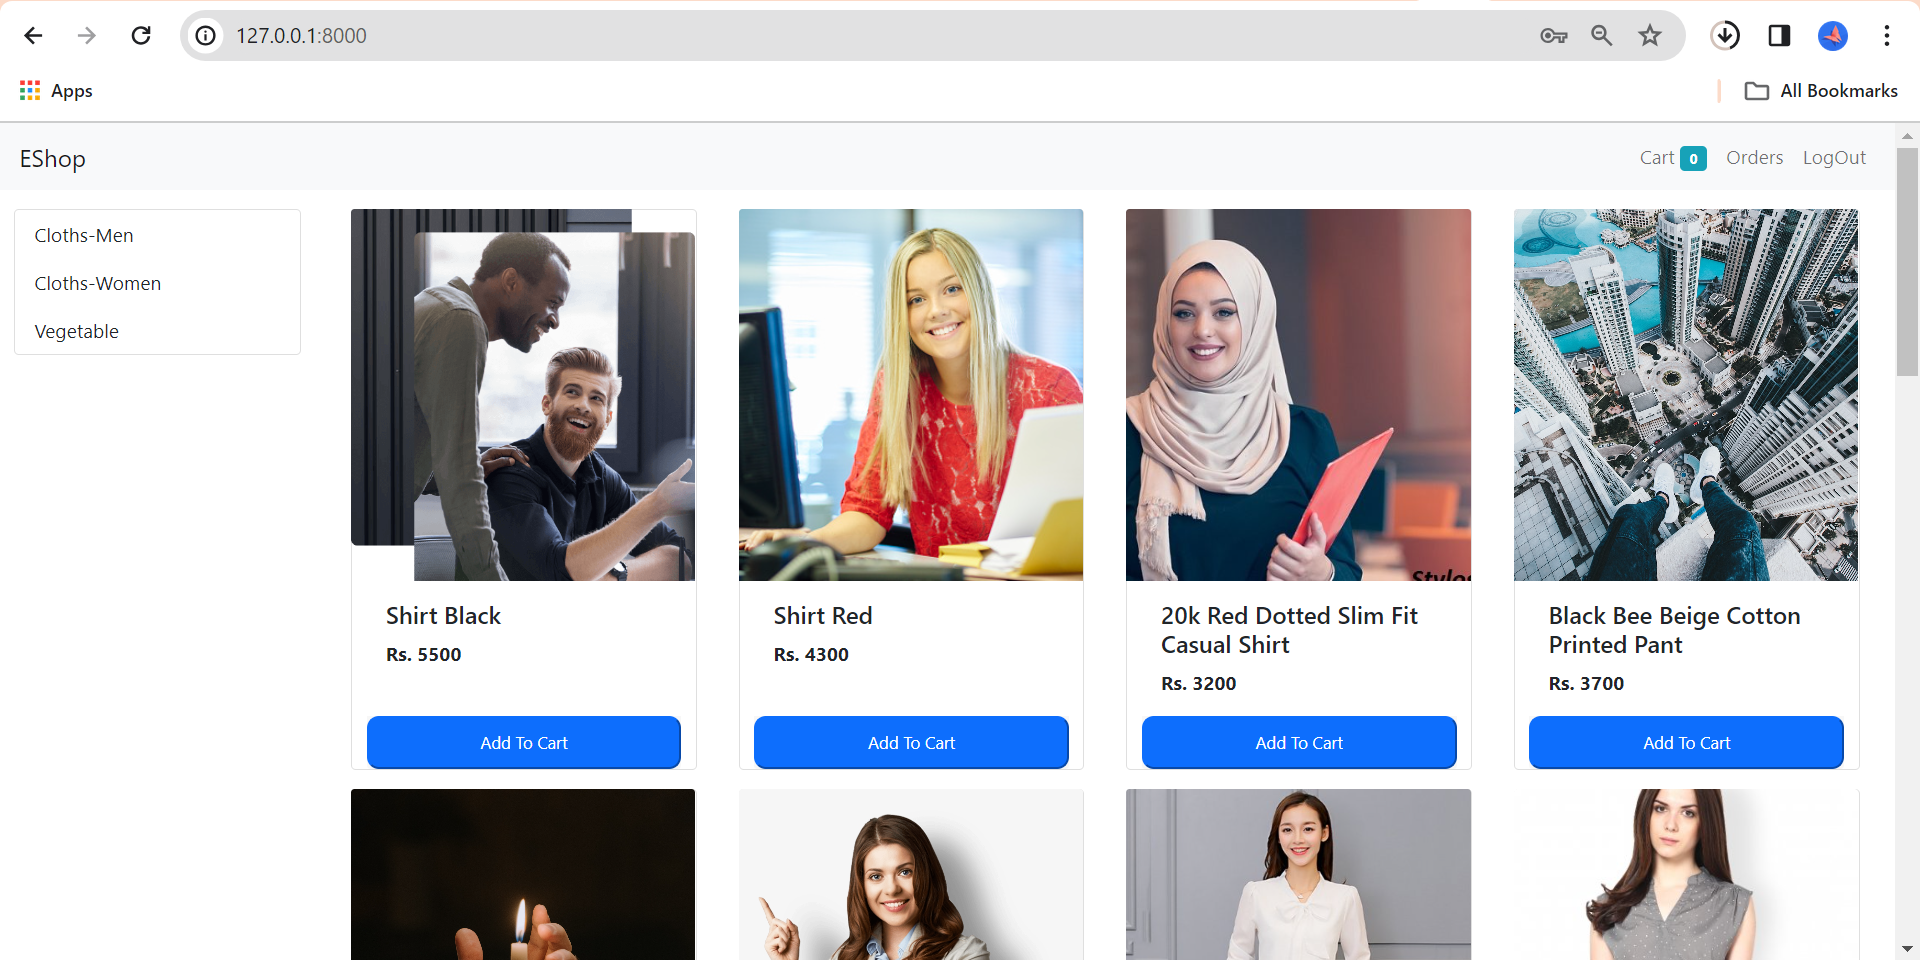 127.0.0.1:8000
Apps
All Bookmarks
EShop
Cart 0 Orders LogOut
Cloths-Men
Cloths-Women
Vegetable
Shirt Black
Rs. 5500
Add To Cart
Shirt Red
Rs. 4300
Add To Cart
20k Red Dotted Slim Fit
Casual Shirt
Rs. 3200
Add To Cart
Black Bee Beige Cotton
Printed Pant
Rs. 3700
Add To Cart